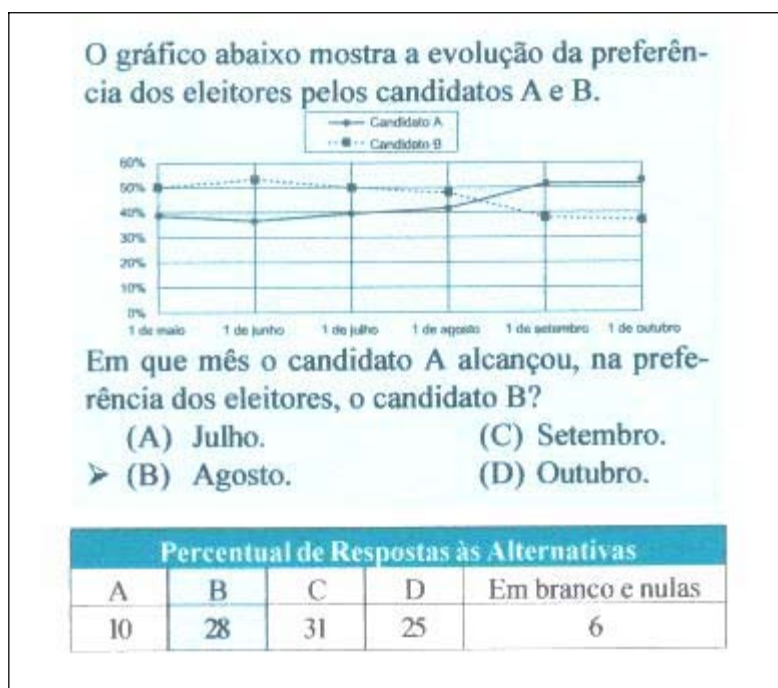 O gráfico abaixo mostra a evolução da preferên-
cia dos eleitores pelos candidatos A e B.
Candidato A
Candidato B
60%
50%
40%
30%
20%
10%
0%
1 de maio 1 de junho 1 de julho 1 de agosto 1 de setembro 1 de outubro
Em que mês o candidato A alcançou, na prefe-
rência dos eleitores, o candidato B?
(A) Julho. (C) Setembro.
➤ (B) Agosto. (D) Outubro.
Percentual de Respostas às Alternativas
A B C D Em branco e nulas
10 28 31 25 6